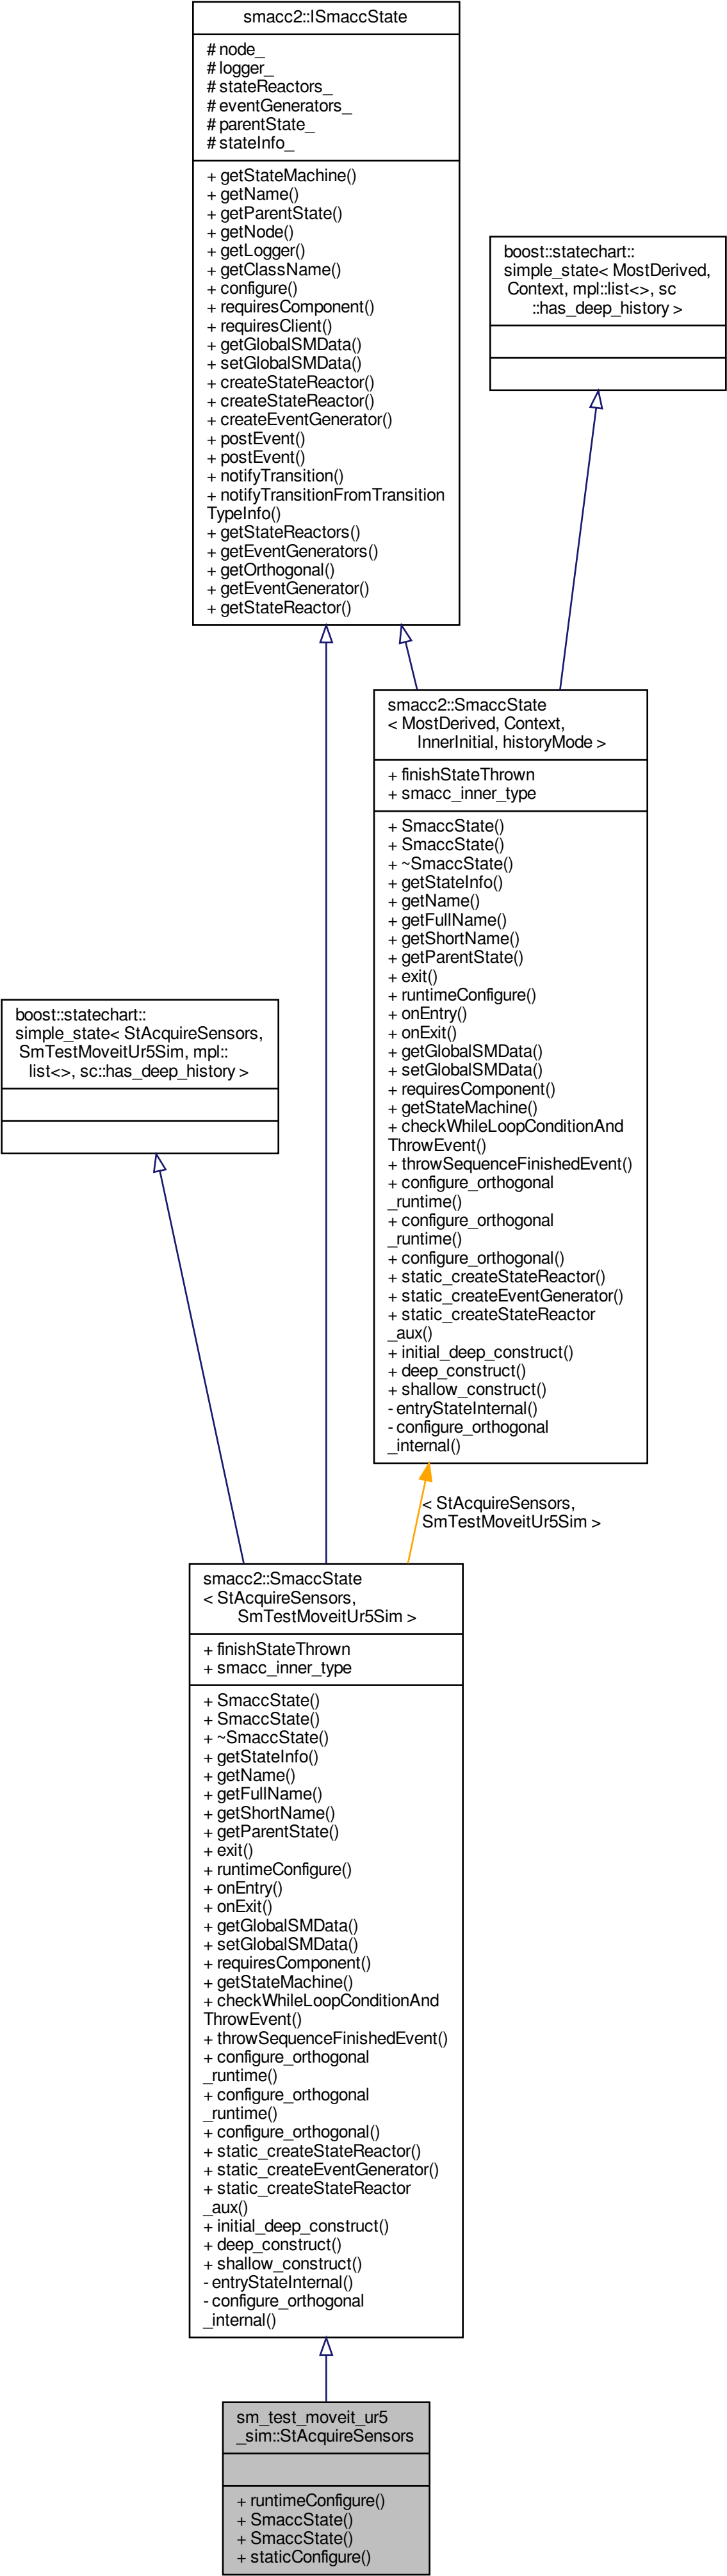 smacc2::ISmaccState
# node_
# logger_
# stateReactors_
# eventGenerators_
# parentState_
# stateInfo_
+ getStateMachine()
+ getName()
+ getParentState()
+ getNode()
+ getLogger()
+ getClassName()
+ configure()
+ requiresComponent()
+ requiresClient()
+ getGlobalSMData()
+ setGlobalSMData()
+ createStateReactor()
+ createStateReactor()
+ createEventGenerator()
+ postEvent()
+ postEvent()
+ notifyTransition()
+ notifyTransitionFromTransition
TypeInfo()
+ getStateReactors()
+ getEventGenerators()
+ getOrthogonal()
+ getEventGenerator()
+ getStateReactor()
boost::statechart::
simple_state< MostDerived,
Context, mpl::list<>, sc
::has_deep_history >
smacc2::SmaccState
< MostDerived, Context,
InnerInitial, historyMode >
+ finishStateThrown
+ smacc_inner_type
+ SmaccState()
+ SmaccState()
+ ~SmaccState()
+ getStateInfo()
+ getName()
+ getFullName()
+ getShortName()
+ getParentState()
+ exit()
+ runtimeConfigure()
+ onEntry()
+ onExit()
+ getGlobalSMData()
+ setGlobalSMData()
+ requiresComponent()
+ getStateMachine()
+ checkWhileLoopConditionAnd
ThrowEvent()
+ throwSequenceFinishedEvent()
+ configure_orthogonal
_runtime()
+ configure_orthogonal
_runtime()
+ configure_orthogonal()
+ static_createStateReactor()
+ static_createEventGenerator()
+ static_createStateReactor
_aux()
+ initial_deep_construct()
+ deep_construct()
+ shallow_construct()
- entryStateInternal()
- configure_orthogonal
_internal()
boost::statechart::
simple_state< StAcquireSensors,
SmTestMoveitUr5Sim, mpl::
list<>, sc::has_deep_history >
< StAcquireSensors,
SmTestMoveitUr5Sim >
smacc2::SmaccState
< StAcquireSensors,
SmTestMoveitUr5Sim >
+ finishStateThrown
+ smacc_inner_type
+ SmaccState()
+ SmaccState()
+ ~SmaccState()
+ getStateInfo()
+ getName()
+ getFullName()
+ getShortName()
+ getParentState()
+ exit()
+ runtimeConfigure()
+ onEntry()
+ onExit()
+ getGlobalSMData()
+ setGlobalSMData()
+ requiresComponent()
+ getStateMachine()
+ checkWhileLoopConditionAnd
ThrowEvent()
+ throwSequenceFinishedEvent()
+ configure_orthogonal
_runtime()
+ configure_orthogonal
_runtime()
+ configure_orthogonal()
+ static_createStateReactor()
+ static_createEventGenerator()
+ static_createStateReactor
_aux()
+ initial_deep_construct()
+ deep_construct()
+ shallow_construct()
- entryStateInternal()
- configure_orthogonal
_internal()
sm_test_moveit_ur5
_sim::StAcquireSensors
+ runtimeConfigure()
+ SmaccState()
+ SmaccState()
+ staticConfigure()